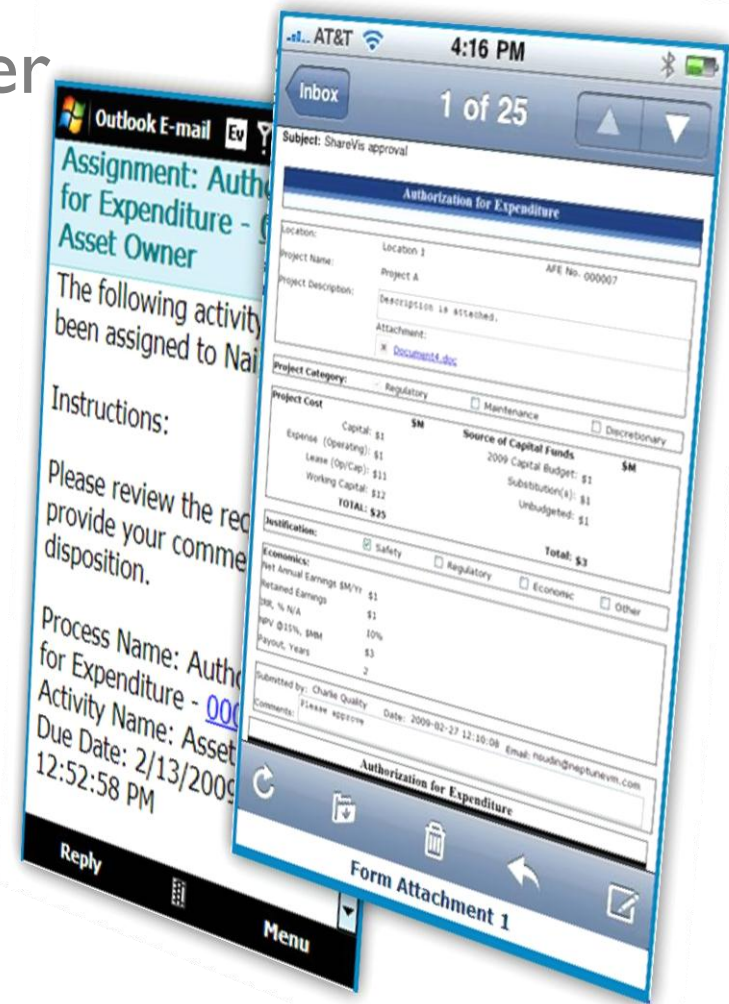 er
Outlook E-mail
Assignment: Autho
for Expenditure - 0
Asset Owner
The following activity
been assigned to Nai
Instructions:
Please review the rec
provide your comme
disposition.
Process Name: Autho
for Expenditure - 000
Activity Name: Asset
Due Date: 2/13/2009
12:52:58 PM
Reply
Menu
AT&T 4:16 PM
Inbox 1 of 25
Subject: ShareVis approval
Authorization for Expenditure
Location: Location 1 AFE No. 000007
Project Name: Project A
Project Description: Description is attached.
Attachment:
Document4.doc
Project Category: Regulatory Maintenance Discretionary
Project Cost $M Source of Capital Funds $M
Capital: $1 2009 Capital Budget: $1
Expense (Operating): $1 Substitution(s): $1
Lease (Op/Cap): $11 Unbudgeted: $1
Working Capital: $12
TOTAL: $25 Total: $3
Justification: Safety Regulatory Economic Other
Economics:
Net Annual Earnings $M/Yr $1
Retained Earnings $1
IRR, % N/A 10%
NPV @15%, $MM $3
Payout, Years 2
Submitted by: Charlie Quality Date: 2009-02-27 12:10:08 Email: nsudin@neptunevm.com
Comments: Please approve
Authorization for Expenditure
Form Attachment 1